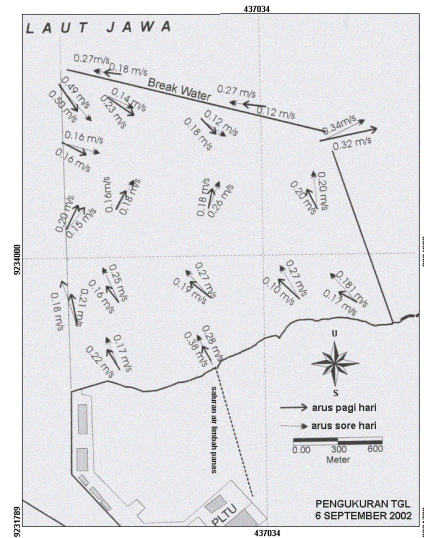 437034
LAUT JAWA
0.27m/s
0.18 m/s
Break Water
0.27 m/s
0.12 m/s
0.49 m/s
0.50 m/s
0.14 m/s
0.23 m/s
0.12 m/s
0.18 m/s
0.34m/s
0.32 m/s
0.16 m/s
0.16 m/s
0.16m/s
0.18 m/s
0.18 m/s
0.26 m/s
0.20 m/s
0.20 m/s
0.20 m/s
0.15 m/s
9234000
0.25 m/s
0.16 m/s
0.27 m/s
0.27 m/s
0.10 m/s
0.181 m/s
0.17 m/s
0.21 m/s
0.18 m/s
0.17 m/s
0.22 m/s
0.28 m/s
0.38 m/s
U
S
saluran air limbah panas
arus pagi hari
arus sore hari
0.00 300 600
Meter
PLTU
PENGUKURAN TGL
6 SEPTEMBER 2002
9231789
437034